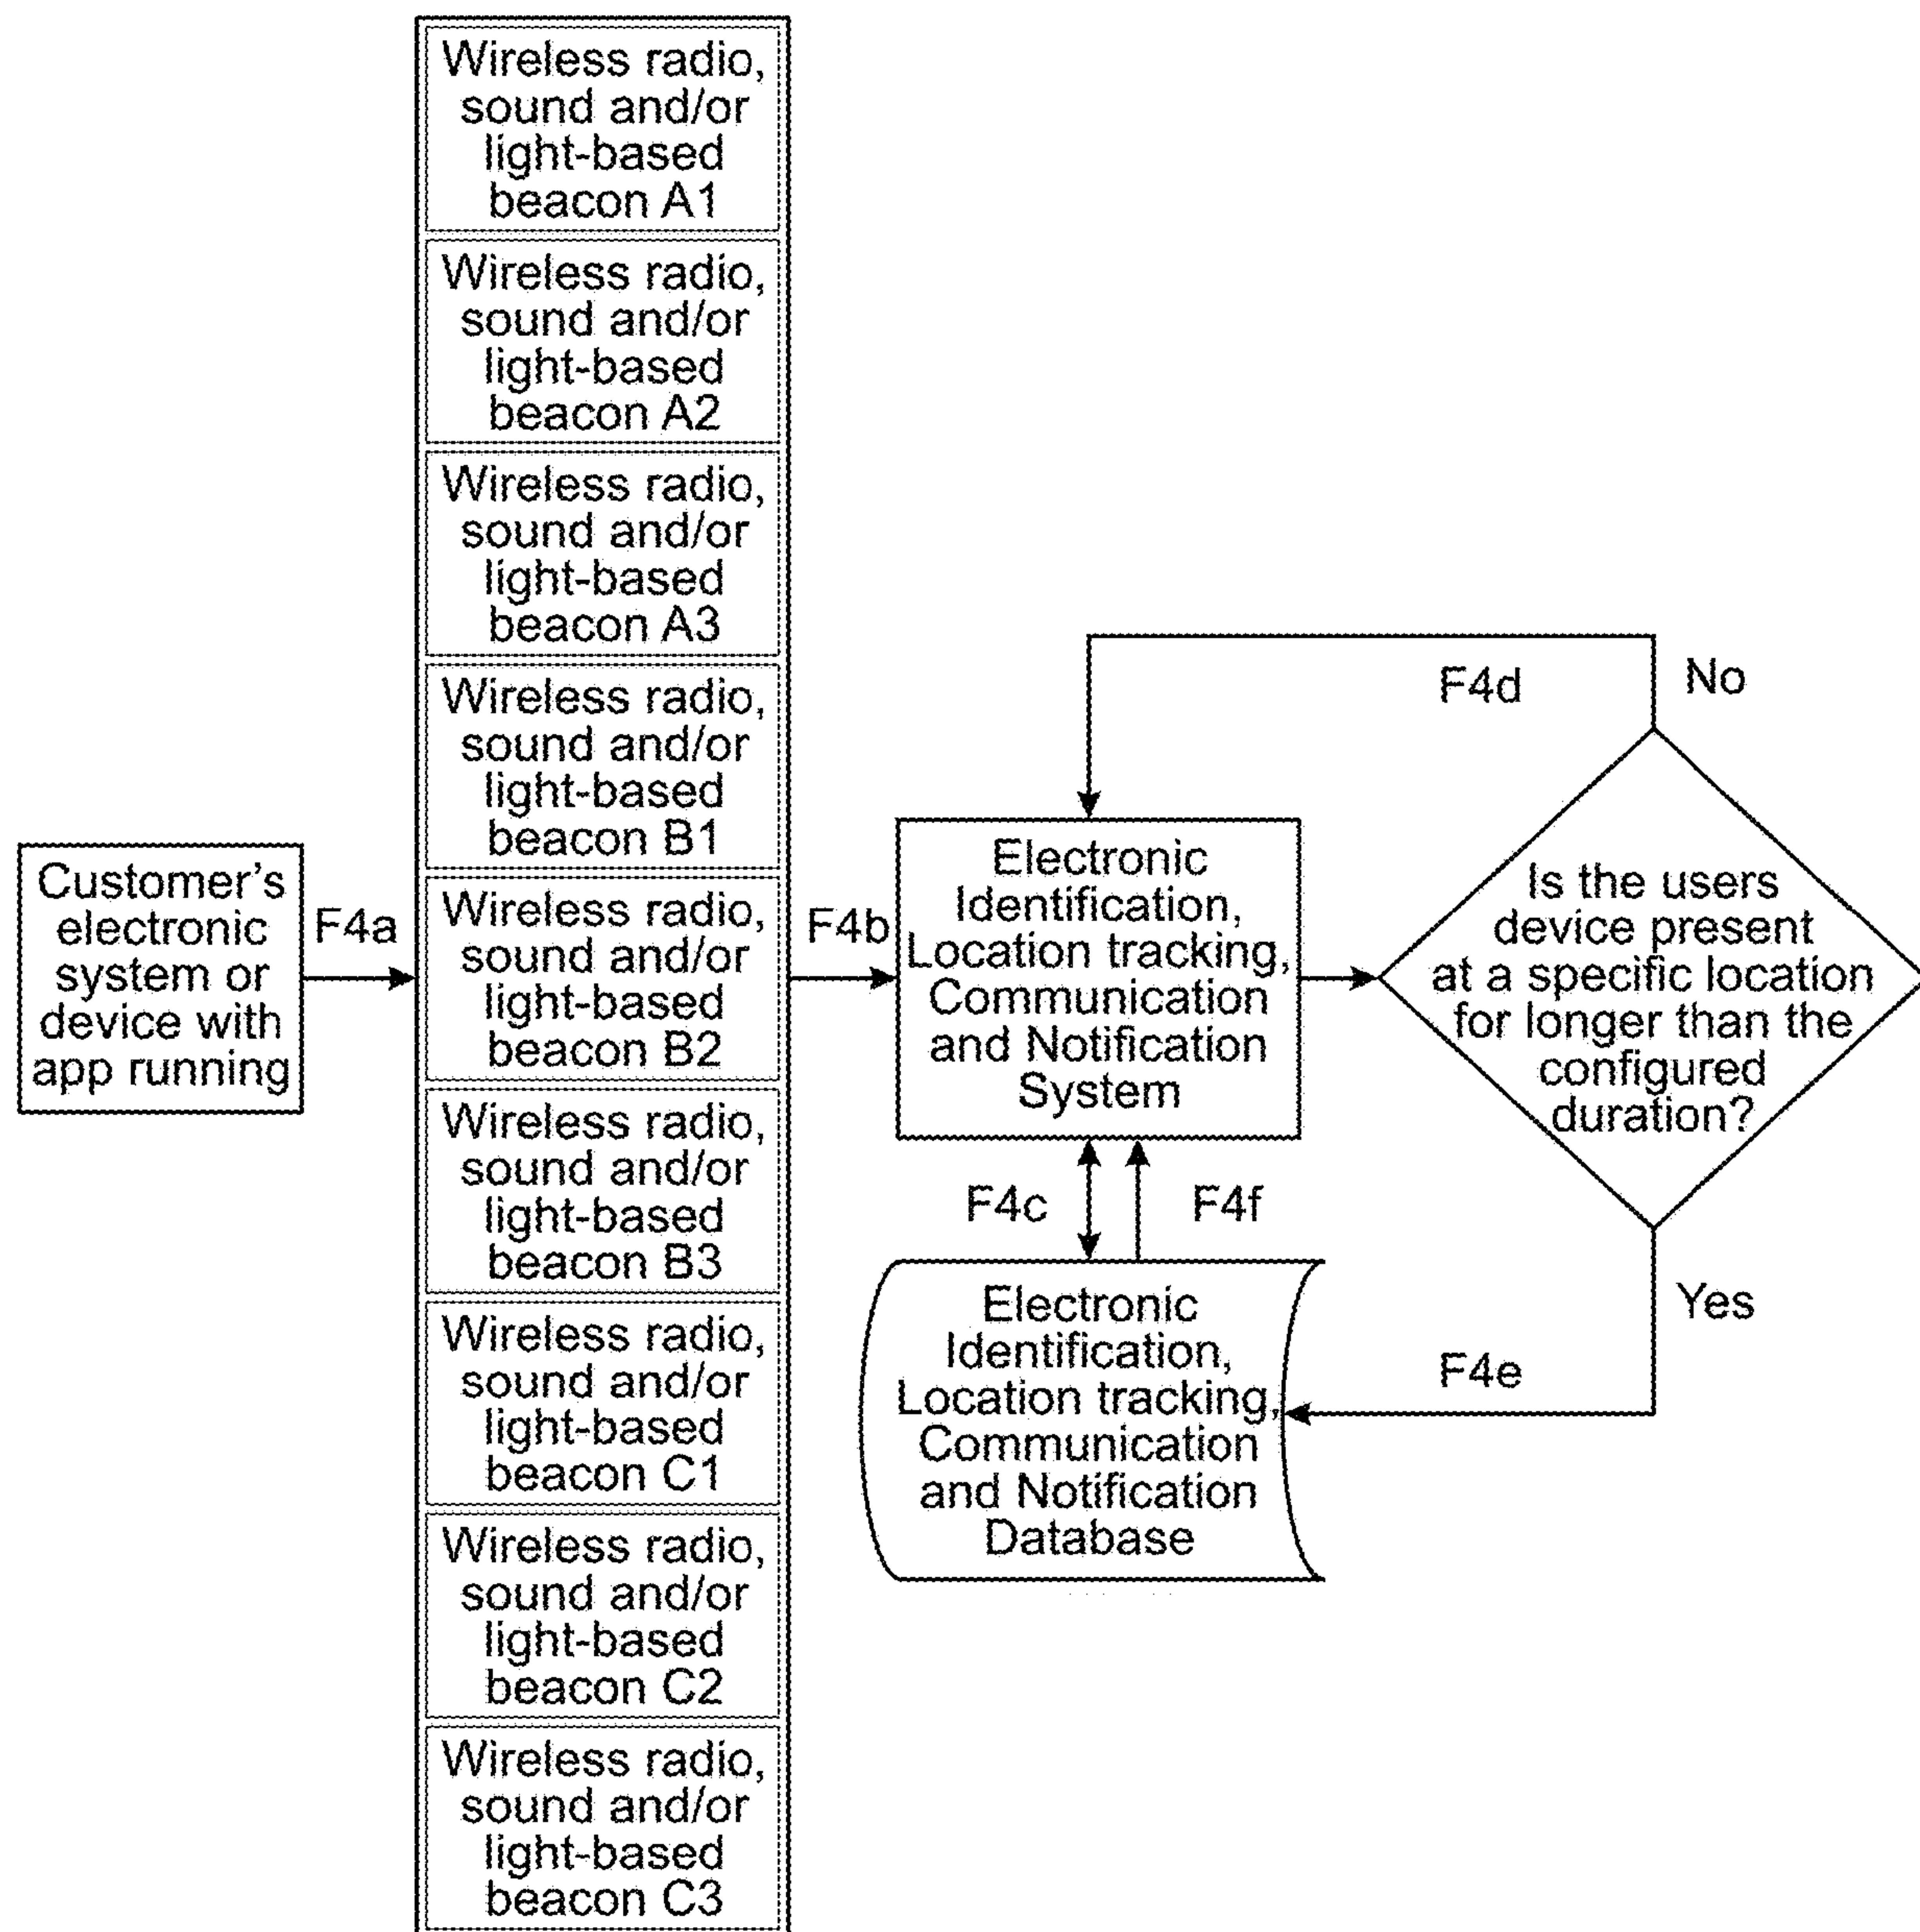 Wireless radio,
sound and/or
light-based
beacon A1
Wireless radio,
sound and/or
light-based
beacon A2
Wireless radio,
sound and/or
light-based
beacon A3
Wireless radio,
sound and/or
light-based
beacon B1
Wireless radio,
sound and/or
light-based
beacon B2
Wireless radio,
sound and/or
light-based
beacon B3
Wireless radio,
sound and/or
light-based
beacon C1
Wireless radio,
sound and/or
light-based
beacon C2
Wireless radio,
sound and/or
light-based
beacon C3
Customer's
electronic
system or
device with
app running
F4a
F4b
Electronic
Identification,
Location tracking,
Communication
and Notification
System
F4d
No
Is the users
device present
at a specific location
for longer than the
configured
duration?
F4c
F4f
Yes
F4e
Electronic
Identification,
Location tracking,
Communication
and Notification
Database